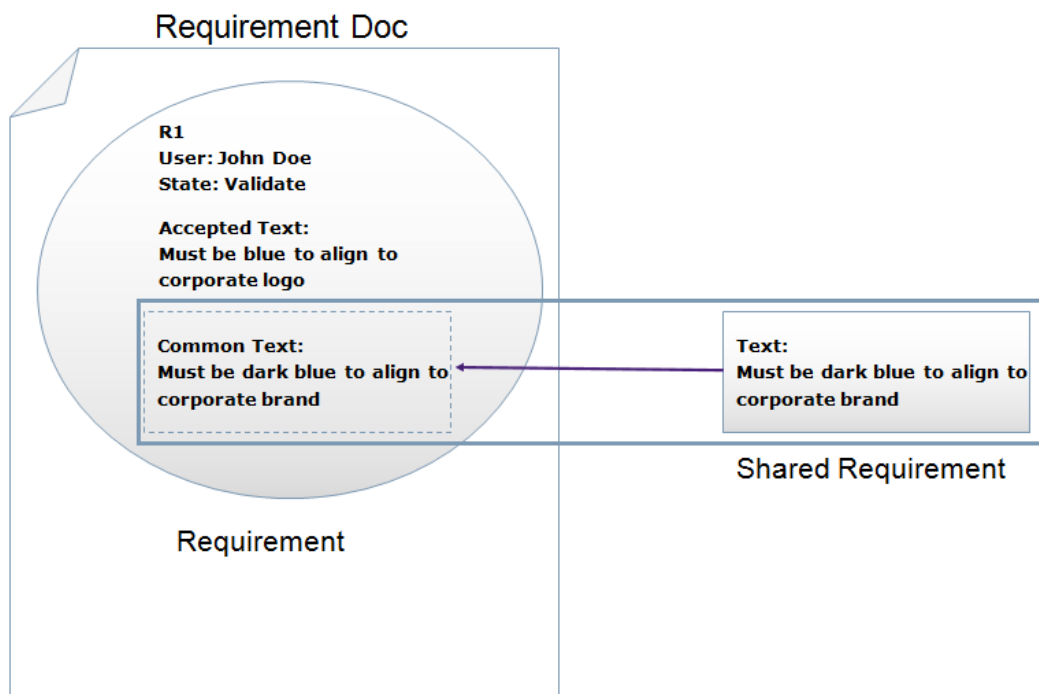 Requirement Doc
R1
User: John Doe
State: Validate
Accepted Text:
Must be blue to align to
corporate logo
Common Text:
Must be dark blue to align to
corporate brand
Text:
Must be dark blue to align to
corporate brand
Shared Requirement
Requirement